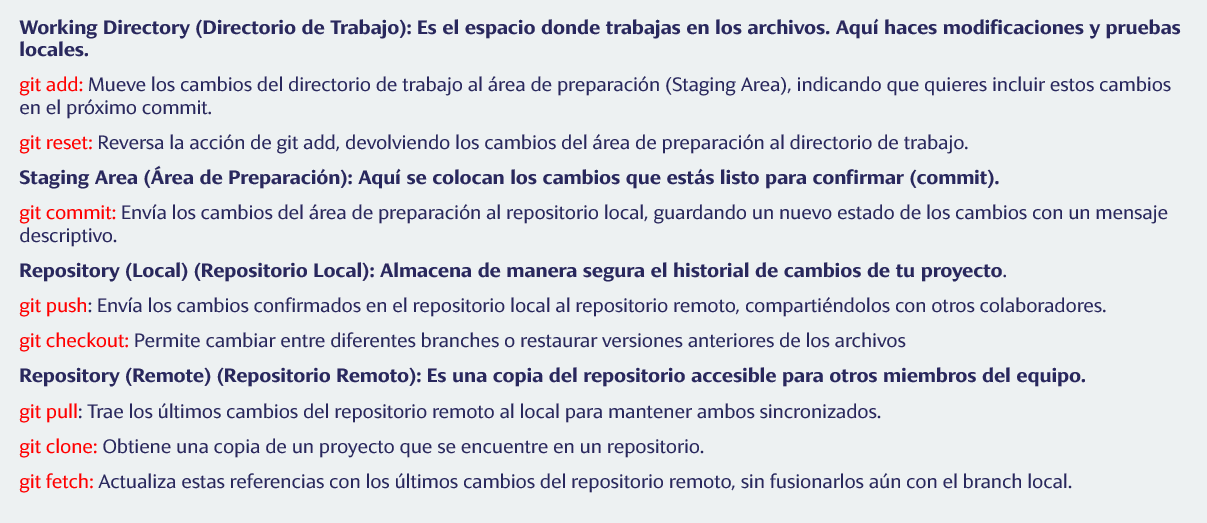 Working Directory (Directorio de Trabajo): Es el espacio donde trabajas en los archivos. Aquí haces modificaciones y pruebas
locales.
git add: Mueve los cambios del directorio de trabajo al área de preparación (Staging Area), indicando que quieres incluir estos cambios
en el próximo commit.
git reset: Reversa la acción de git add, devolviendo los cambios del área de preparación al directorio de trabajo.
Staging Area (Área de Preparación): Aquí se colocan los cambios que estás listo para confirmar (commit).
git commit: Envía los cambios del área de preparación al repositorio local, guardando un nuevo estado de los cambios con un mensaje
descriptivo.
Repository (Local) (Repositorio Local): Almacena de manera segura el historial de cambios de tu proyecto.
git push: Envía los cambios confirmados en el repositorio local al repositorio remoto, compartiéndolos con otros colaboradores.
git checkout: Permite cambiar entre diferentes branches o restaurar versiones anteriores de los archivos
Repository (Remote) (Repositorio Remoto): Es una copia del repositorio accesible para otros miembros del equipo.
git pull: Trae los últimos cambios del repositorio remoto al local para mantener ambos sincronizados.
git clone: Obtiene una copia de un proyecto que se encuentre en un repositorio.
git fetch: Actualiza estas referencias con los últimos cambios del repositorio remoto, sin fusionarlos aún con el branch local.